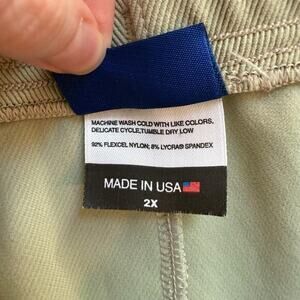 MACHINE WASH COLD WITH LIKE COLORS,
DELICATE CYCLE,TUMBLE DRY LOW
92% FLEXCEL NYLON; 8% LYCRA® SPANDEX
MADE IN USA
2X